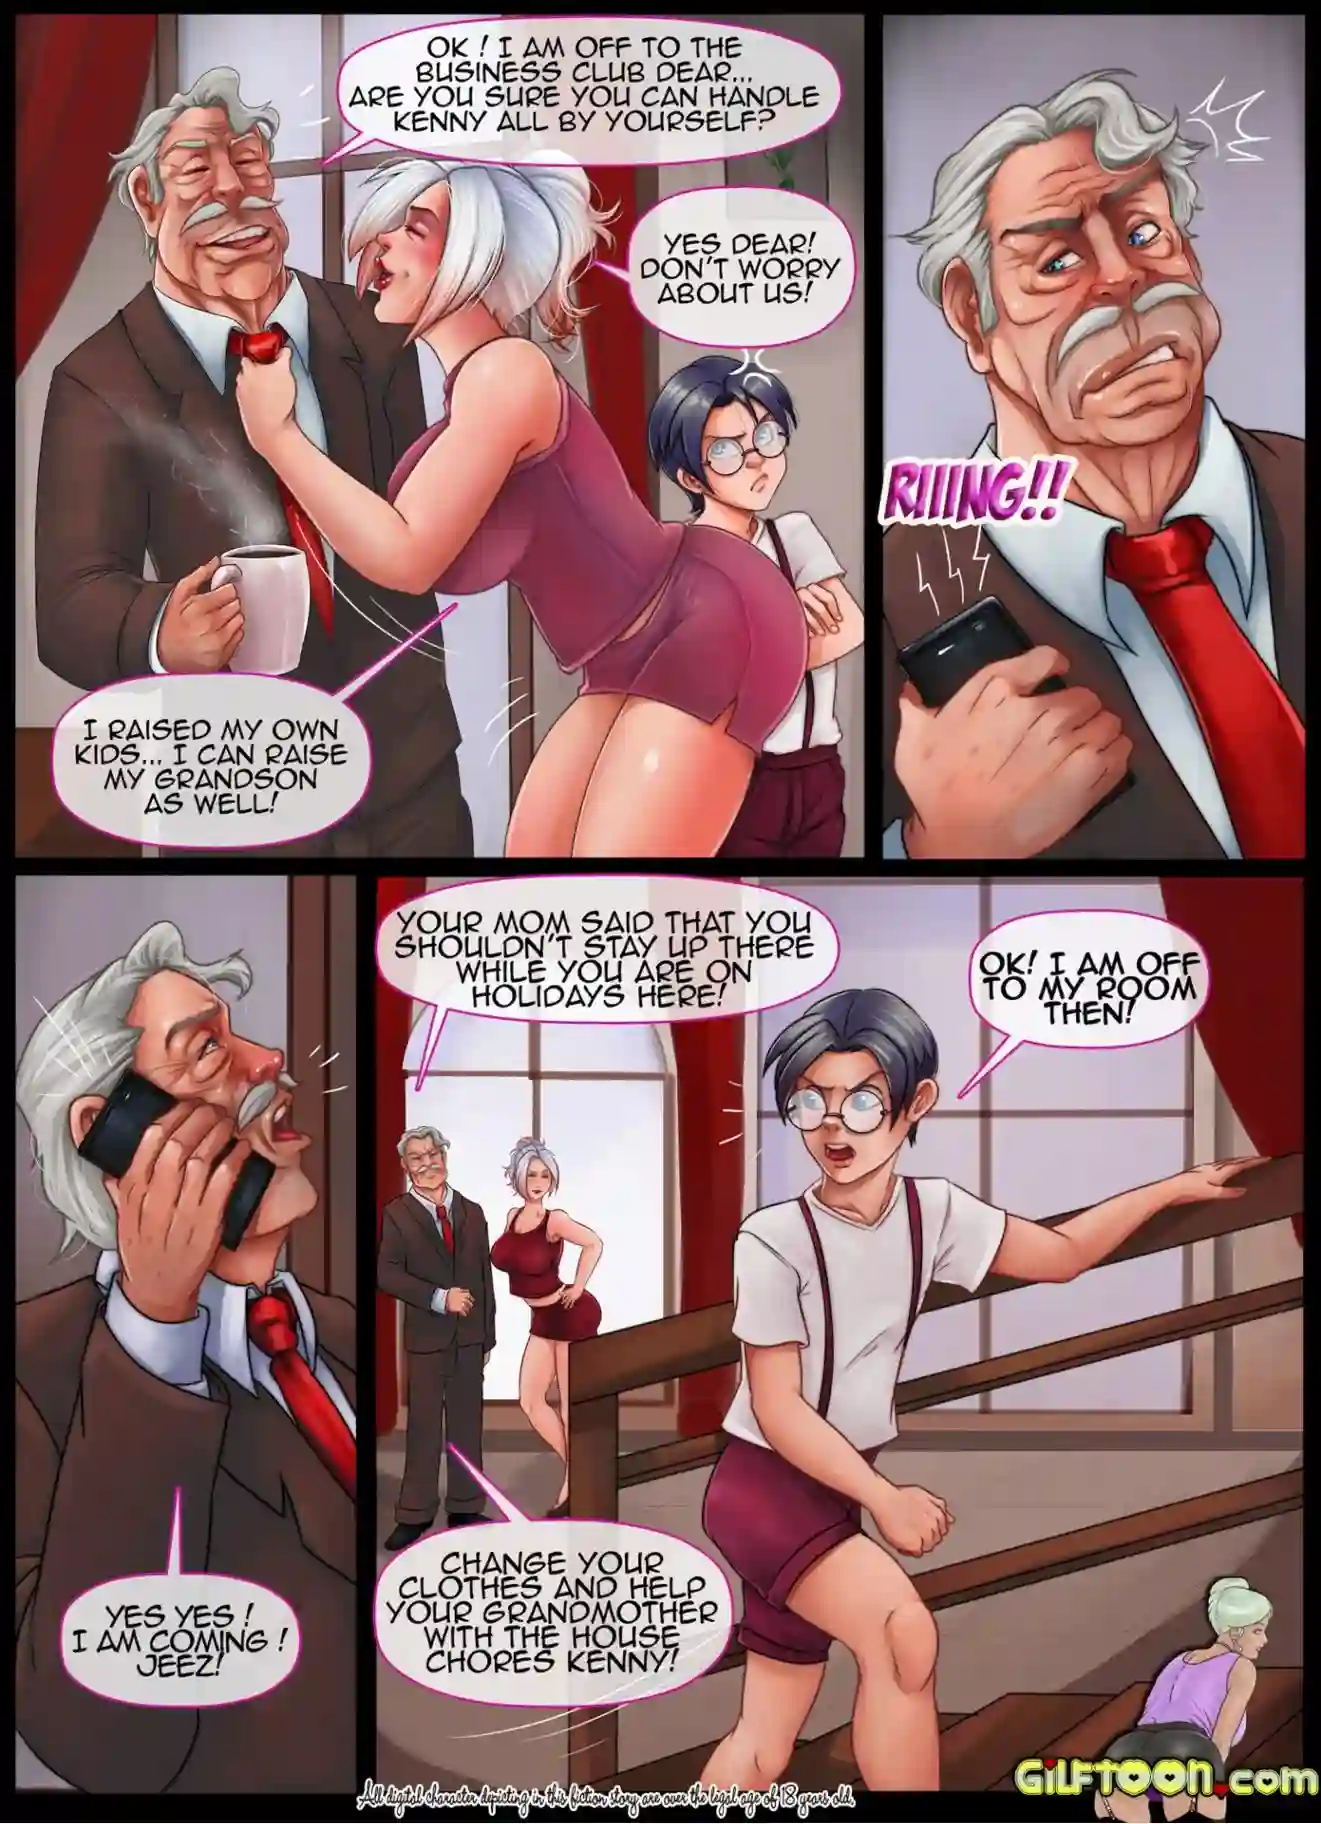 OK! I AM OFF TO THE
BUSINESS CLUB DEAR...
ARE YOU SURE YOU CAN HANDLE
KENNY ALL BY YOURSELF?
YES DEAR!
DON'T WORRY
ABOUT US!
I RAISED MY OWN
KIDS... I CAN RAISE
MY GRANDSON
AS WELL!
RIIIING!!
YES YES!
I AM COMING!
JEEZ!
YOUR MOM SAID THAT YOU
SHOULDN'T STAY UP THERE
WHILE YOU ARE ON
HOLIDAYS HERE!
OK! I AM OFF
TO MY ROOM
THEN!
CHANGE YOUR
CLOTHES AND HELP
YOUR GRANDMOTHER
WITH THE HOUSE
CHORES KENNY!
All digital character depicting in this fiction story are over the legal age of 18 years old.
GiLFTOON.com